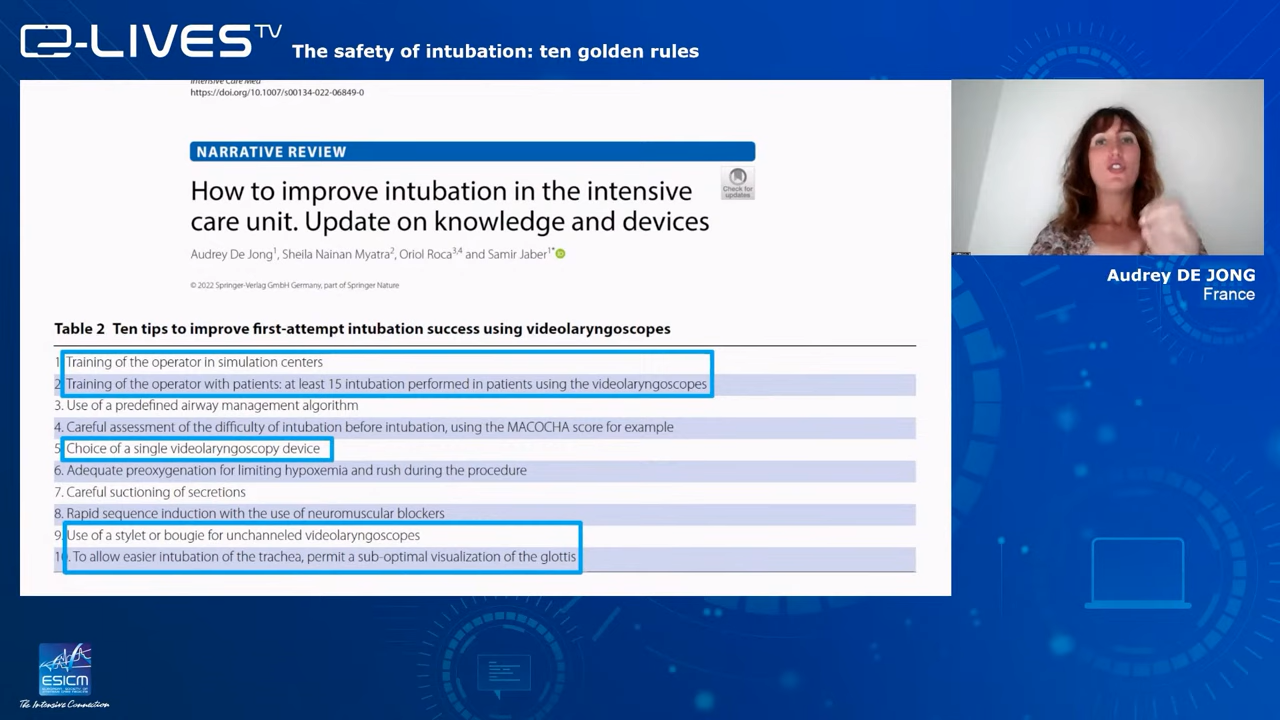 e-LIVES TV The safety of intubation: ten golden rules
Intensive Care Med
https://doi.org/10.1007/s00134-022-06849-0
NARRATIVE REVIEW
How to improve intubation in the intensive
care unit. Update on knowledge and devices
Check for
updates
Audrey De Jong1, Sheila Nainan Myatra2, Oriol Roca3,4 and Samir Jaber1*
© 2022 Springer-Verlag GmbH Germany, part of Springer Nature
Table 2 Ten tips to improve first-attempt intubation success using videolaryngoscopes
1. Training of the operator in simulation centers
2. Training of the operator with patients: at least 15 intubation performed in patients using the videolaryngoscopes
3. Use of a predefined airway management algorithm
4. Careful assessment of the difficulty of intubation before intubation, using the MACOCHA score for example
5. Choice of a single videolaryngoscopy device
6. Adequate preoxygenation for limiting hypoxemia and rush during the procedure
7. Careful suctioning of secretions
8. Rapid sequence induction with the use of neuromuscular blockers
9. Use of a stylet or bougie for unchanneled videolaryngoscopes
10. To allow easier intubation of the trachea, permit a sub-optimal visualization of the glottis
Audrey DE JONG
France
ESICM
The Intensive Connection